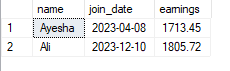 name join_date earnings
1 Ayesha 2023-04-08 1713.45
2 Ali 2023-12-10 1805.72